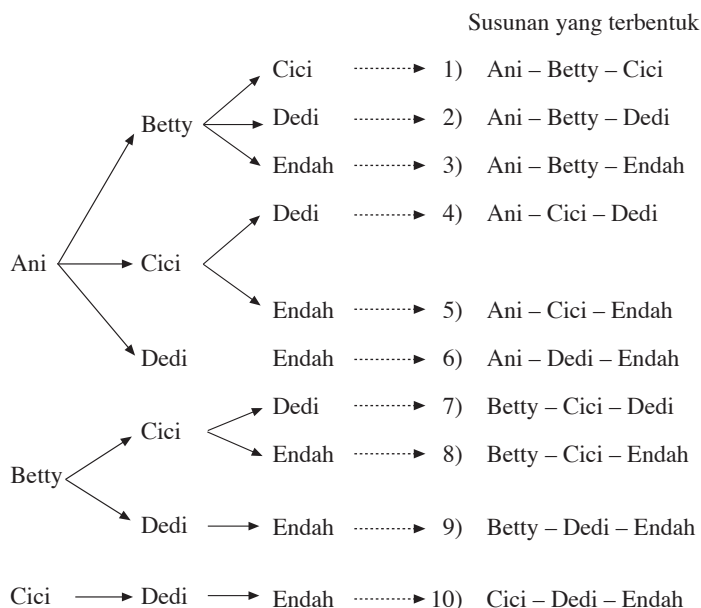 Susunan yang terbentuk
Cici 1) Ani – Betty – Cici
Betty Dedi 2) Ani – Betty – Dedi
Endah 3) Ani – Betty – Endah
Dedi 4) Ani – Cici – Dedi
Ani Cici
Endah 5) Ani – Cici – Endah
Dedi Endah 6) Ani – Dedi – Endah
Dedi 7) Betty – Cici – Dedi
Cici
Endah 8) Betty – Cici – Endah
Betty
Dedi Endah 9) Betty – Dedi – Endah
Cici Dedi Endah 10) Cici – Dedi – Endah